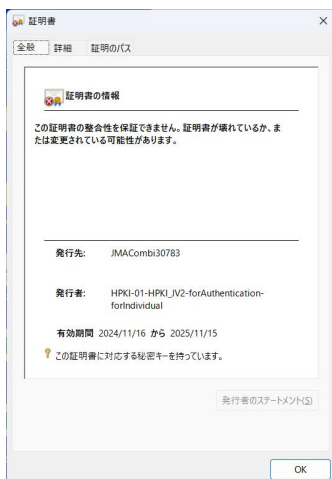 証明書
全般 詳細 証明のパス
証明書の情報
この証明書の整合性を保証できません。証明書が壊れているか、ま
たは変更されている可能性があります。
発行先: JMACombi30783
発行者: HPKI-01-HPKI_JV2-forAuthentication-
forIndividual
有効期間 2024/11/16 から 2025/11/15
この証明書に対応する秘密キーを持っています。
発行者のステートメント(S)
OK